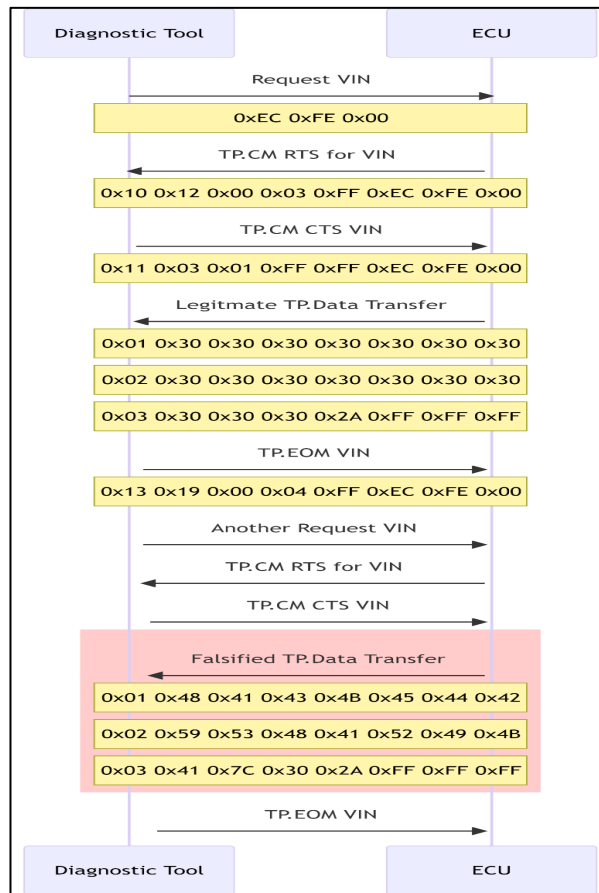 Diagnostic Tool ECU
Request VIN
0xEC 0xFE 0x00
TP.CM RTS for VIN
0x10 0x12 0x00 0x03 0xFF 0xEC 0xFE 0x00
TP.CM CTS VIN
0x11 0x03 0x01 0xFF 0xFF 0xEC 0xFE 0x00
Legitmate TP.Data Transfer
0x01 0x30 0x30 0x30 0x30 0x30 0x30 0x30
0x02 0x30 0x30 0x30 0x30 0x30 0x30 0x30
0x03 0x30 0x30 0x30 0x2A 0xFF 0xFF 0xFF
TP.EOM VIN
0x13 0x19 0x00 0x04 0xFF 0xEC 0xFE 0x00
Another Request VIN
TP.CM RTS for VIN
TP.CM CTS VIN
Falsified TP.Data Transfer
0x01 0x48 0x41 0x43 0x4B 0x45 0x44 0x42
0x02 0x59 0x53 0x48 0x41 0x52 0x49 0x4B
0x03 0x41 0x7C 0x30 0x2A 0xFF 0xFF 0xFF
TP.EOM VIN
Diagnostic Tool ECU